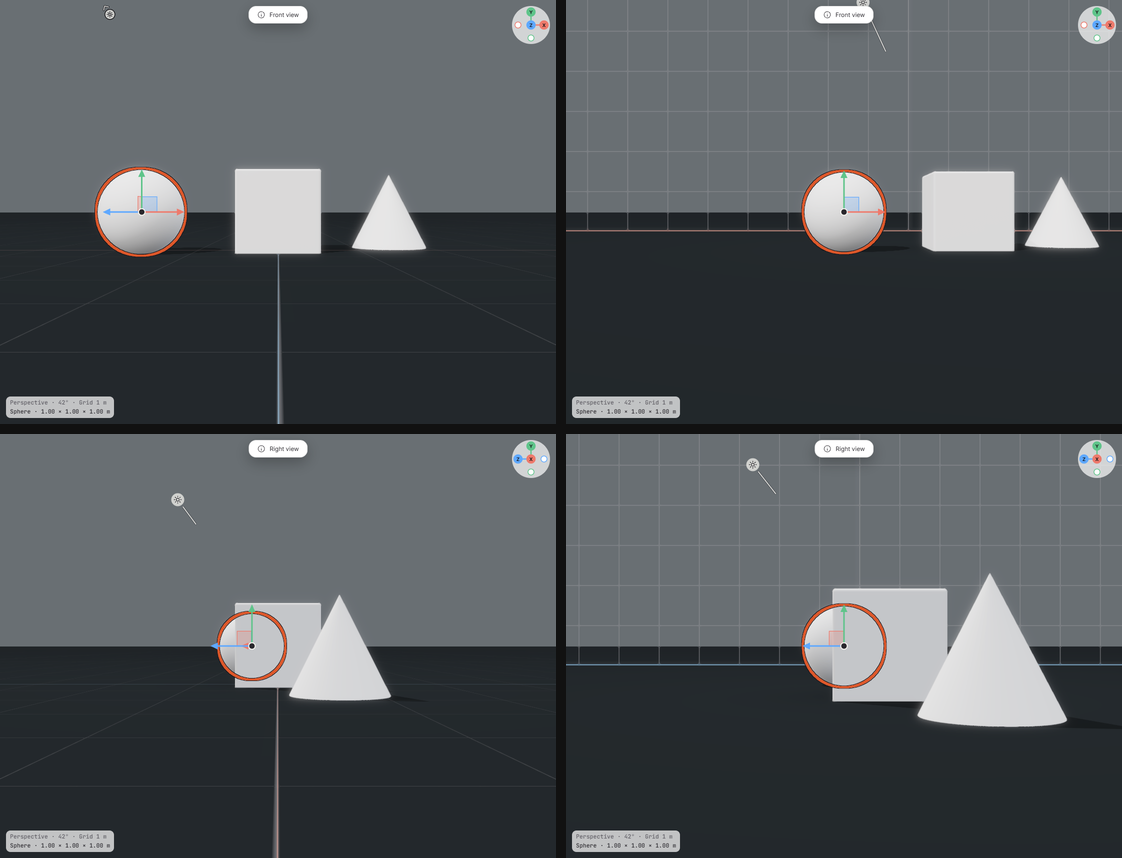 Front view
Y
Z
X
Perspective · 42° · Grid 1 m
Sphere · 1.00 × 1.00 × 1.00 m
Front view
Y
Z
X
Perspective · 42° · Grid 1 m
Sphere · 1.00 × 1.00 × 1.00 m
Right view
Y
Z
X
Perspective · 42° · Grid 1 m
Sphere · 1.00 × 1.00 × 1.00 m
Right view
Y
Z
X
Perspective · 42° · Grid 1 m
Sphere · 1.00 × 1.00 × 1.00 m